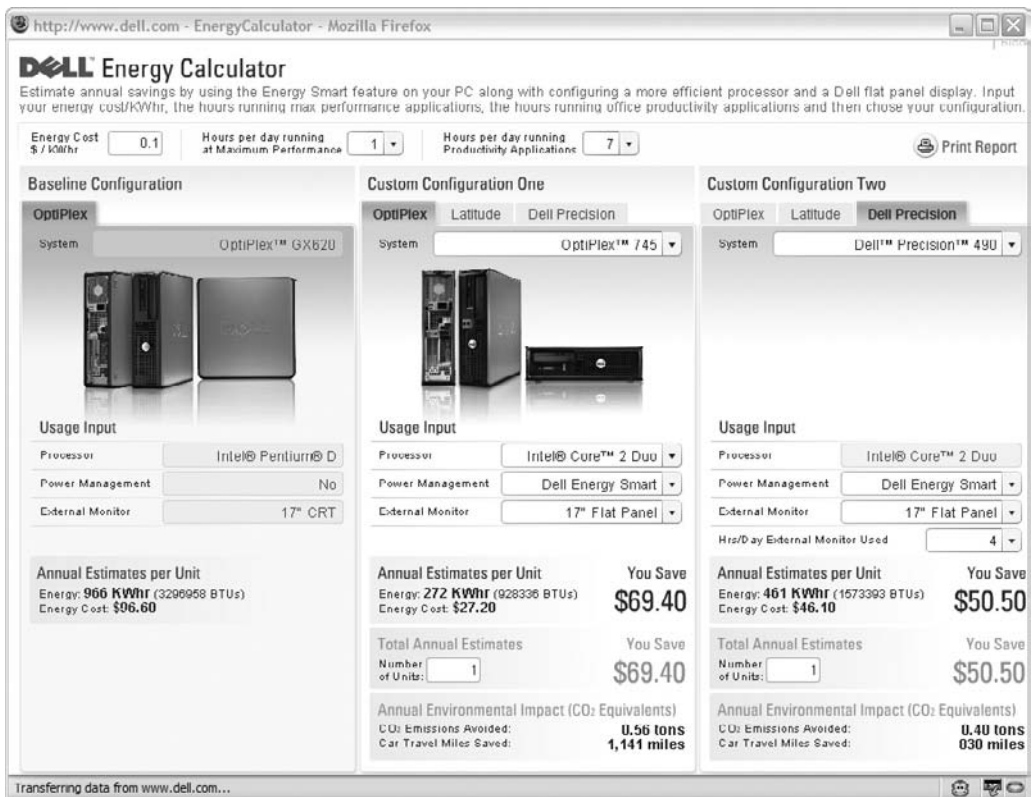 http://www.dell.com - EnergyCalculator - Mozilla Firefox
DELL™ Energy Calculator
Estimate annual savings by using the Energy Smart feature on your PC along with configuring a more efficient processor and a Dell flat panel display. Input
your energy cost/KWhr, the hours running max performance applications, the hours running office productivity applications and then chose your configuration.
Energy Cost
$ / KWhr
0.1
Hours per day running
at Maximum Performance
1
Hours per day running
Productivity Applications
7
Print Report
Baseline Configuration
OptiPlex
System OptiPlex™ GX620
Usage Input
Processor Intel® Pentium® D
Power Management No
External Monitor 17" CRT
Annual Estimates per Unit
Energy: 966 KWhr (3296958 BTUs)
Energy Cost: $96.60
Custom Configuration One
OptiPlex Latitude Dell Precision
System OptiPlex™ 745
Usage Input
Processor Intel® Core™ 2 Duo
Power Management Dell Energy Smart
External Monitor 17" Flat Panel
Annual Estimates per Unit You Save
Energy: 272 KWhr (928336 BTUs)
Energy Cost: $27.20
$69.40
Total Annual Estimates You Save
Number
of Units: 1
$69.40
Annual Environmental Impact (CO₂ Equivalents)
CO₂ Emissions Avoided: 0.56 tons
Car Travel Miles Saved: 1,141 miles
Custom Configuration Two
OptiPlex Latitude Dell Precision
System Dell™ Precision™ 490
Usage Input
Processor Intel® Core™ 2 Duo
Power Management Dell Energy Smart
External Monitor 17" Flat Panel
Hrs/Day External Monitor Used 4
Annual Estimates per Unit You Save
Energy: 461 KWhr (1573393 BTUs)
Energy Cost: $46.10
$50.50
Total Annual Estimates You Save
Number
of Units: 1
$50.50
Annual Environmental Impact (CO₂ Equivalents)
CO₂ Emissions Avoided: 0.40 tons
Car Travel Miles Saved: miles
Transferring data from www.dell.com...